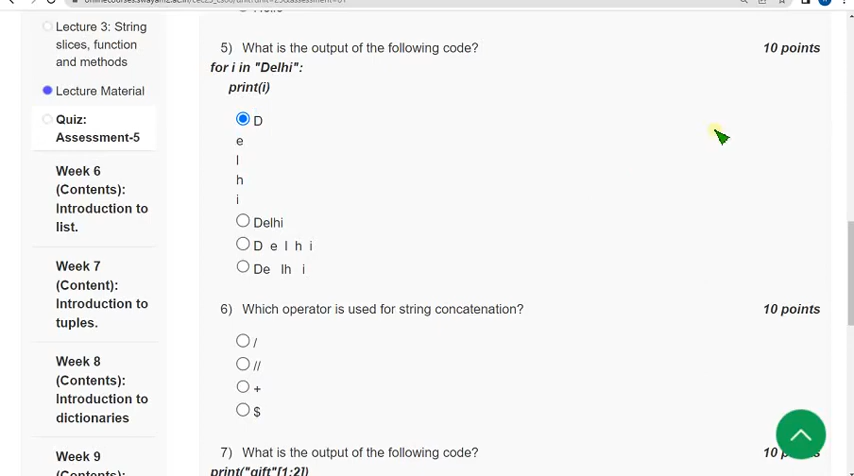 Lecture 3: String
slices, function
and methods
Lecture Material
Quiz:
Assessment-5
Week 6
(Contents):
Introduction to
list.
Week 7
(Content):
Introduction to
tuples.
Week 8
(Contents):
Introduction to
dictionaries
Week 9
5) What is the output of the following code?
10 points
for i in "Delhi":
print(i)
D
e
l
h
i
Delhi
D e l h i
De lh i
6) Which operator is used for string concatenation?
10 points
/
//
+
$
7) What is the output of the following code?
10
print("gift"[1:2])